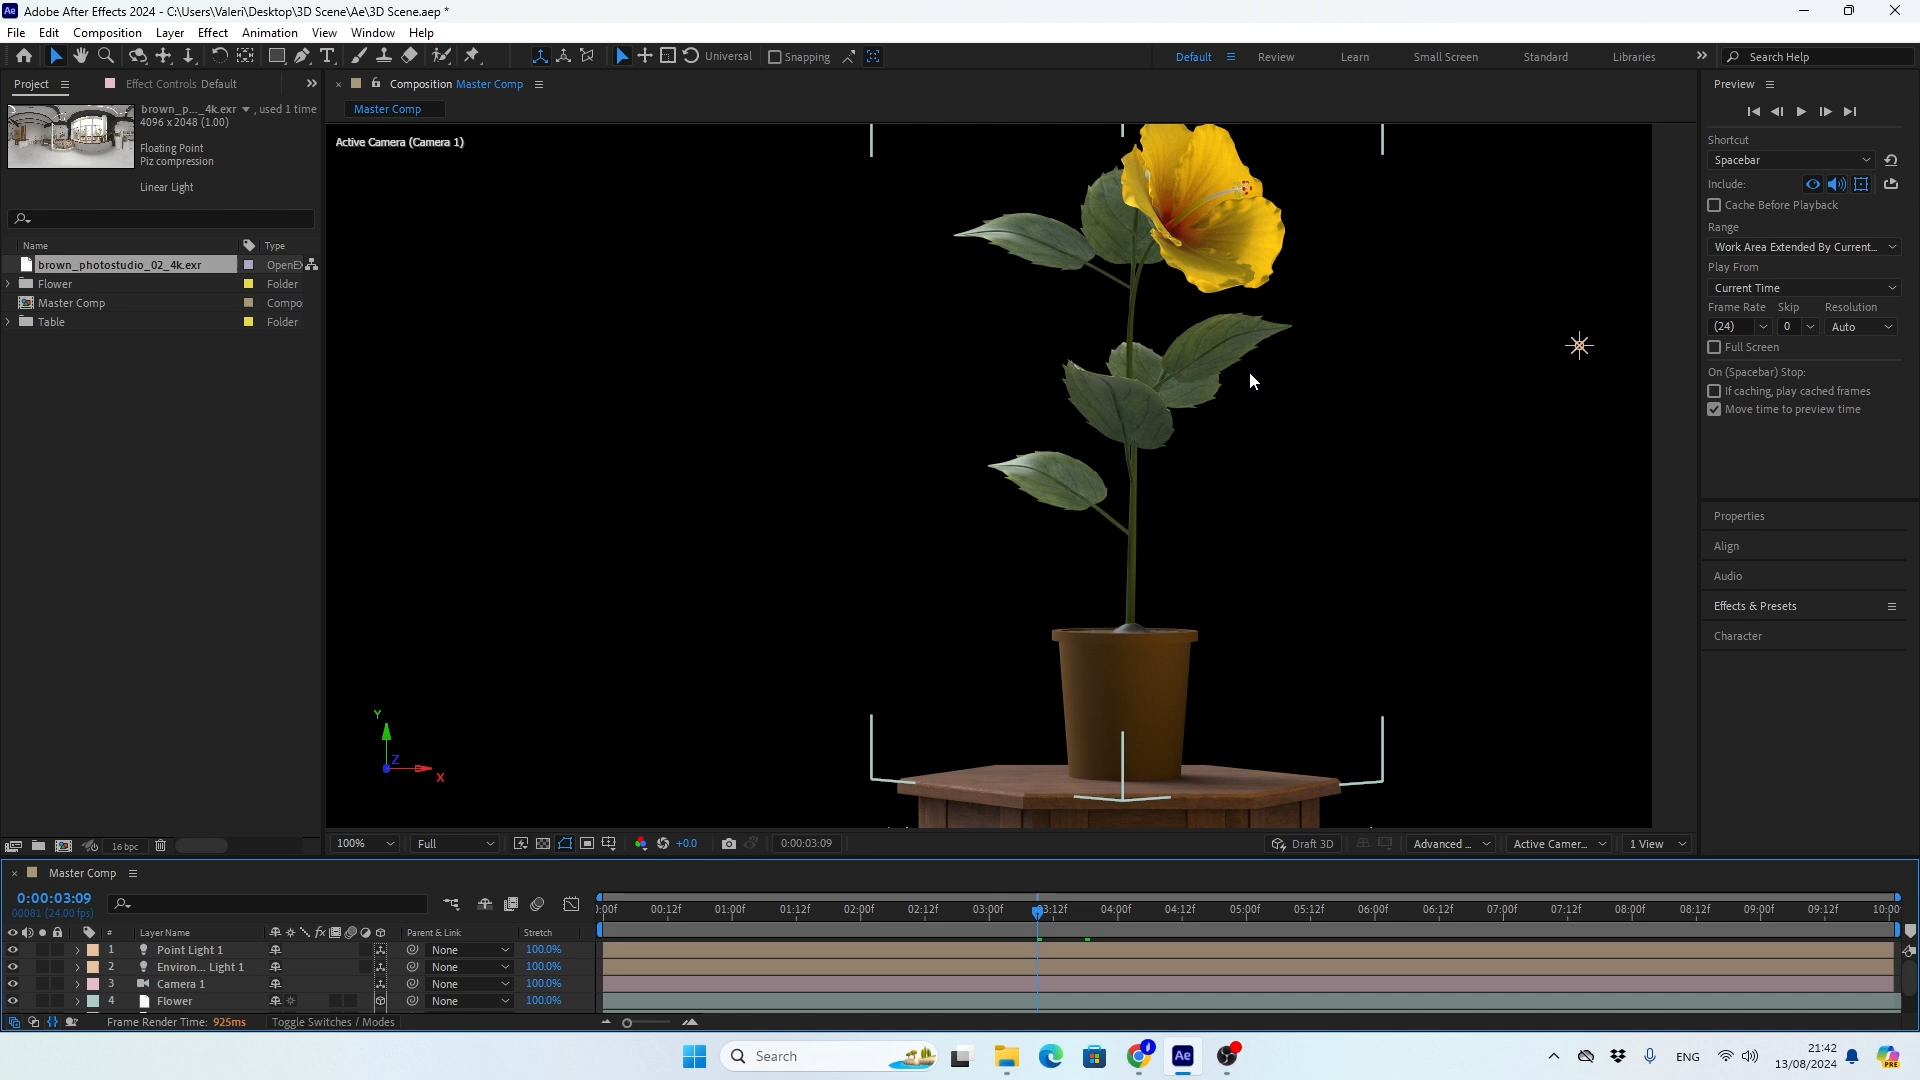 Adobe After Effects 2024 - C:\Users\Valeri\Desktop\3D Scene\Ae\3D Scene.aep *
File Edit Composition Layer Effect Animation View Window Help
Universal Snapping Default Review Learn Small Screen Standard Libraries Search Help
Project Effect Controls Default
Composition Master Comp
Master Comp
brown_p..._4k.exr , used 1 time
4096 x 2048 (1.00)
Floating Point
Piz compression
Linear Light
Name Type
brown_photostudio_02_4k.exr OpenE
Flower Folder
Master Comp Compo
Table Folder
16 bpc
Active Camera (Camera 1)
Y
Z
X
100% Full +0.0 0:00:03:09 Draft 3D Advanced ... Active Camer... 1 View
Preview
Shortcut
Spacebar
Include:
Cache Before Playback
Range
Work Area Extended By Current...
Play From
Current Time
Frame Rate Skip Resolution
(24) 0 Auto
Full Screen
On (Spacebar) Stop:
If caching, play cached frames
Move time to preview time
Properties
Align
Audio
Effects & Presets
Character
Master Comp
0:00:03:09
00081 (24.00 fps)
:00f 00:12f 01:00f 01:12f 02:00f 02:12f 03:00f 03:12f 04:00f 04:12f 05:00f 05:12f 06:00f 06:12f 07:00f 07:12f 08:00f 08:12f 09:00f 09:12f 10:00
# Layer Name fx Parent & Link Stretch
1 Point Light 1 None 100.0%
2 Environ... Light 1 None 100.0%
3 Camera 1 None 100.0%
4 Flower None 100.0%
Frame Render Time: 925ms Toggle Switches / Modes
Search
Ae
ENG
21:42
13/08/2024
PRE